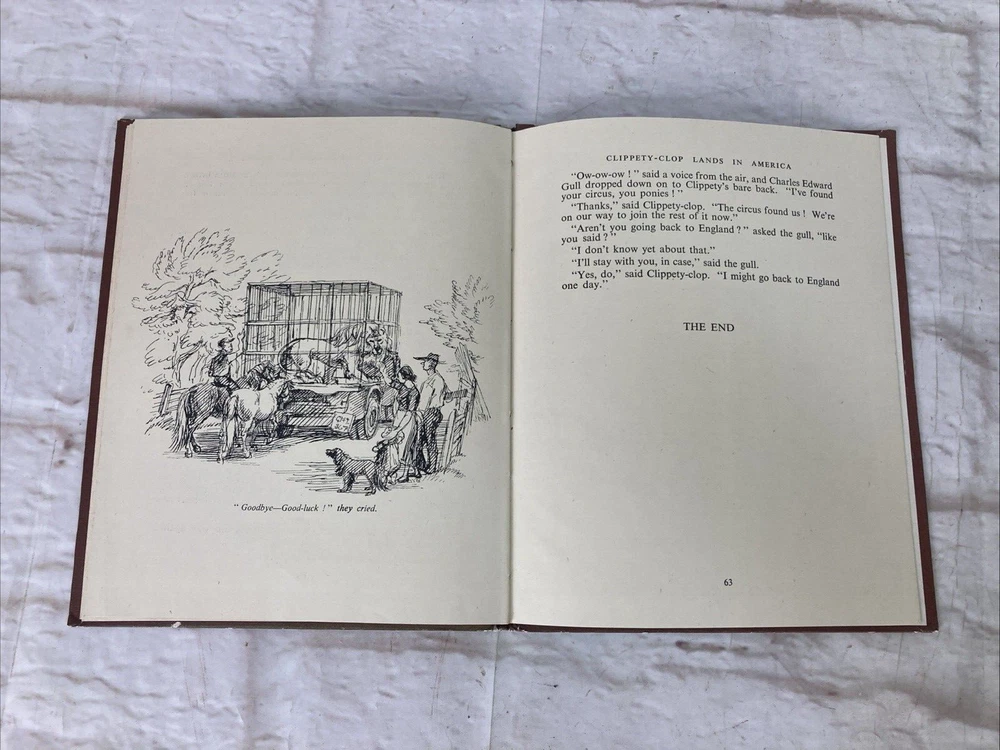 "Goodbye—Good-luck !" they cried.
CLIPPETY-CLOP LANDS IN AMERICA
"Ow-ow-ow ! " said a voice from the air, and Charles Edward
Gull dropped down on to Clippety's bare back. "I've found
your circus, you ponies ! "
"Thanks," said Clippety-clop. "The circus found us ! We're
on our way to join the rest of it now."
"Aren't you going back to England ? " asked the gull, "like
you said ? "
"I don't know yet about that."
"I'll stay with you, in case," said the gull.
"Yes, do," said Clippety-clop. "I might go back to England
one day."
THE END
63